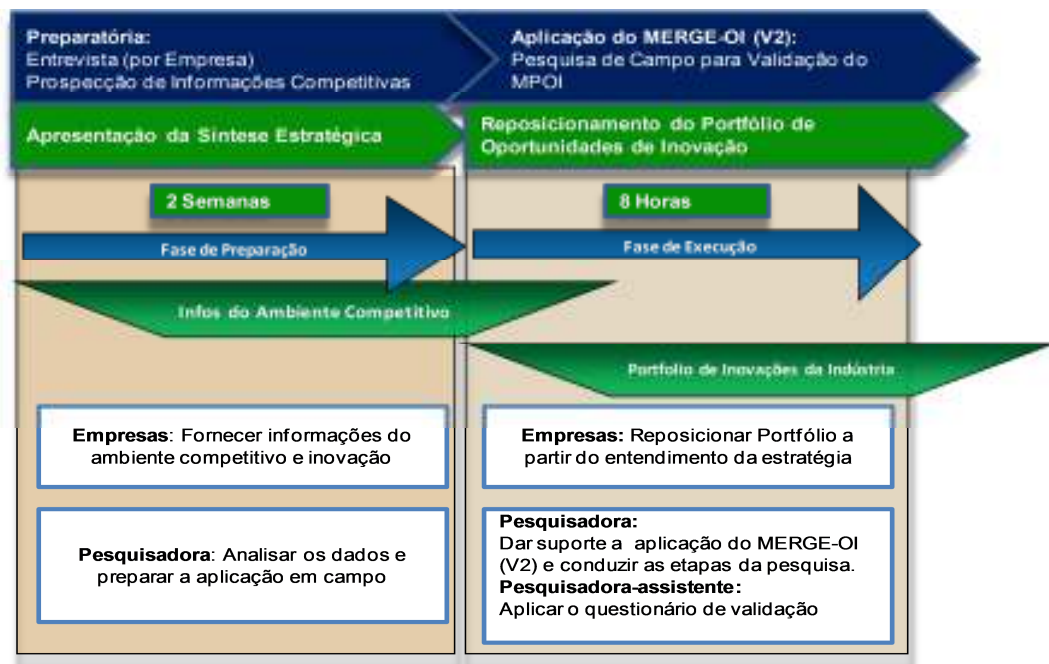 Preparatória:
Entrevista (por Empresa)
Prospecção de Informações Competitivas
Aplicação do MERGE-OI (V2):
Pesquisa de Campo para Validação do
MPOI
Apresentação da Síntese Estratégica
Reposicionamento do Portfólio de
Oportunidades de Inovação
2 Semanas
8 Horas
Fase de Preparação
Fase de Execução
Infos do Ambiente Competitivo
Portfolio de Inovações da Indústria
Empresas: Fornecer informações do
ambiente competitivo e inovação
Empresas: Reposicionar Portfólio a
partir do entendimento da estratégia
Pesquisadora: Analisar os dados e
preparar a aplicação em campo
Pesquisadora:
Dar suporte a aplicação do MERGE-OI
(V2) e conduzir as etapas da pesquisa.
Pesquisadora-assistente:
Aplicar o questionário de validação